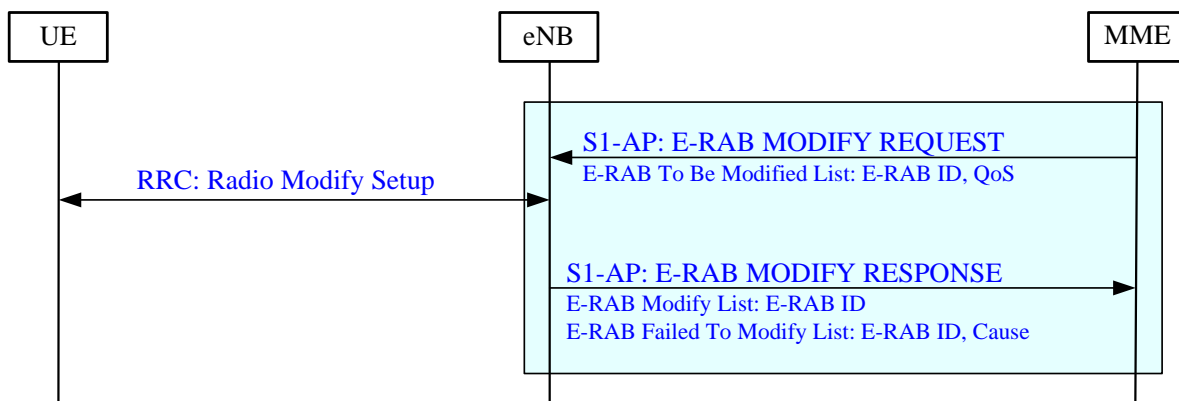 UE
eNB
MME
S1-AP: E-RAB MODIFY REQUEST
E-RAB To Be Modified List: E-RAB ID, QoS
RRC: Radio Modify Setup
S1-AP: E-RAB MODIFY RESPONSE
E-RAB Modify List: E-RAB ID
E-RAB Failed To Modify List: E-RAB ID, Cause